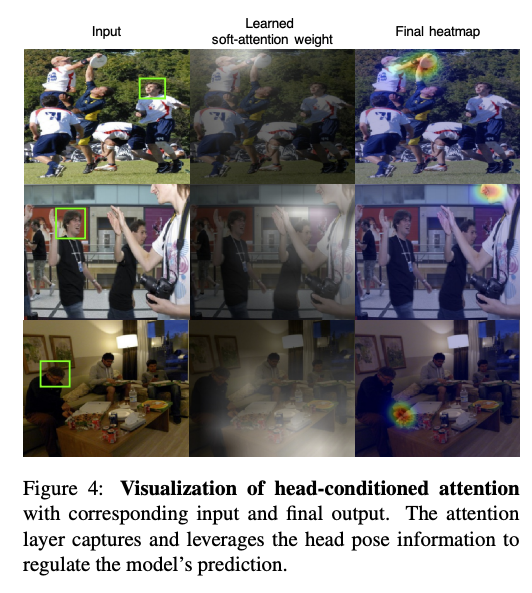 Input
Learned
soft-attention weight
Final heatmap
Figure 4: Visualization of head-conditioned attention
with corresponding input and final output. The attention
layer captures and leverages the head pose information to
regulate the model's prediction.